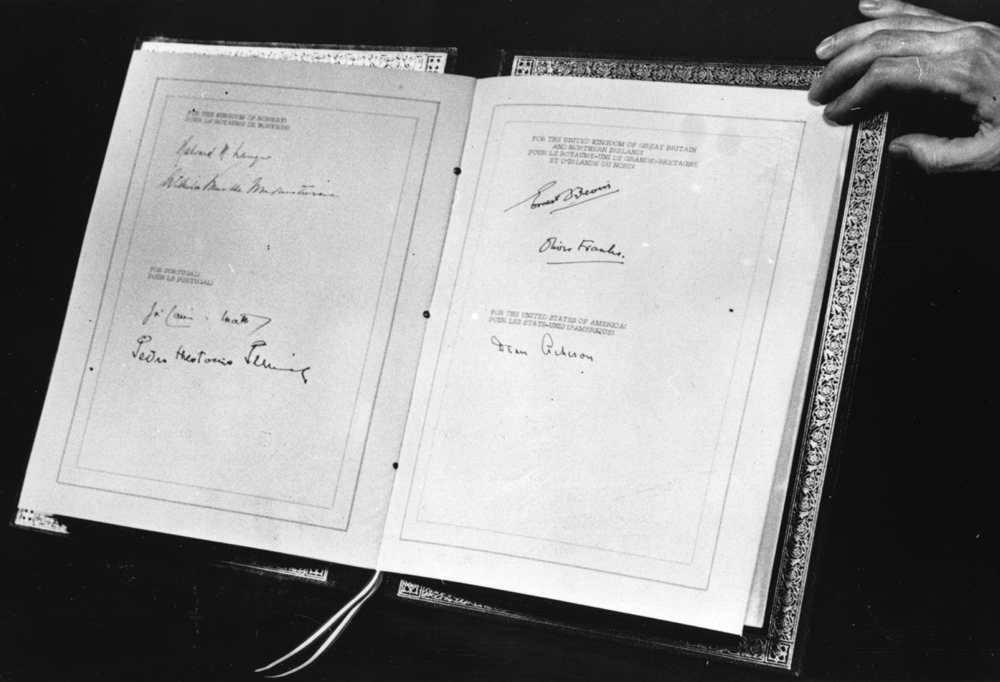 FOR THE KINGDOM OF NORWAY:
POUR LE ROYAUME DE NORVEGE:
Halvard M. Lange
Wilhelm Munthe Morgenstierne
FOR PORTUGAL:
POUR LE PORTUGAL:
José Caeiro da Matta
Pedro Theotonio Pereira
FOR THE UNITED KINGDOM OF GREAT BRITAIN
AND NORTHERN IRELAND:
POUR LE ROYAUME-UNI DE GRANDE-BRETAGNE
ET D'IRLANDE DU NORD:
Ernest Bevin
Oliver Franks.
FOR THE UNITED STATES OF AMERICA:
POUR LES ETATS-UNIS D'AMERIQUE:
Dean Acheson